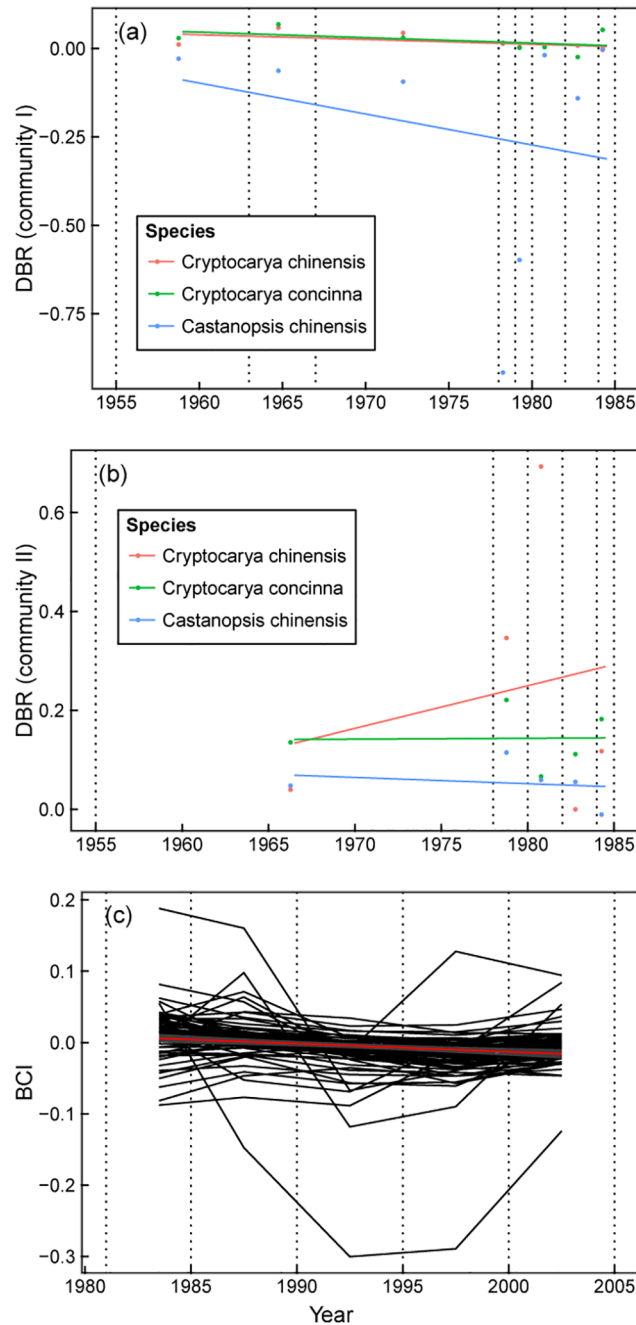 (a)
DBR (community I)
0.00
−0.25
−0.50
−0.75
Species
Cryptocarya chinensis
Cryptocarya concinna
Castanopsis chinensis
1955 1960 1965 1970 1975 1980 1985
(b)
DBR (community II)
0.6
0.4
0.2
0.0
Species
Cryptocarya chinensis
Cryptocarya concinna
Castanopsis chinensis
1955 1960 1965 1970 1975 1980 1985
(c)
BCI
0.2
0.1
0.0
−0.1
−0.2
−0.3
1980 1985 1990 1995 2000 2005
Year